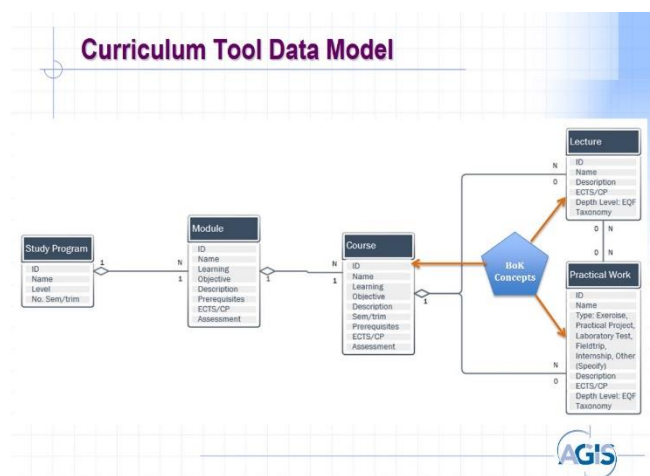 Curriculum Tool Data Model
Study Program
ID
Name
Level
No. Sem/trim
1
N
1
Module
ID
Name
Learning
Objective
Description
Prerequisites
ECTS/CP
Assessment
1
N
1
Course
ID
Name
Learning
Objective
Description
Sem/trim
Prerequisites
ECTS/CP
Assessment
1
BoK
Concepts
N
0
Lecture
ID
Name
Description
ECTS/CP
Depth Level: EQF
Taxonomy
0 N
0 N
Practical Work
ID
Name
Type: Exercise,
Practical Project,
Laboratory Test,
Fieldtrip,
Internship, Other
(Specify)
Description
ECTS/CP
Depth Level: EQF
Taxonomy
N
0
AGIS